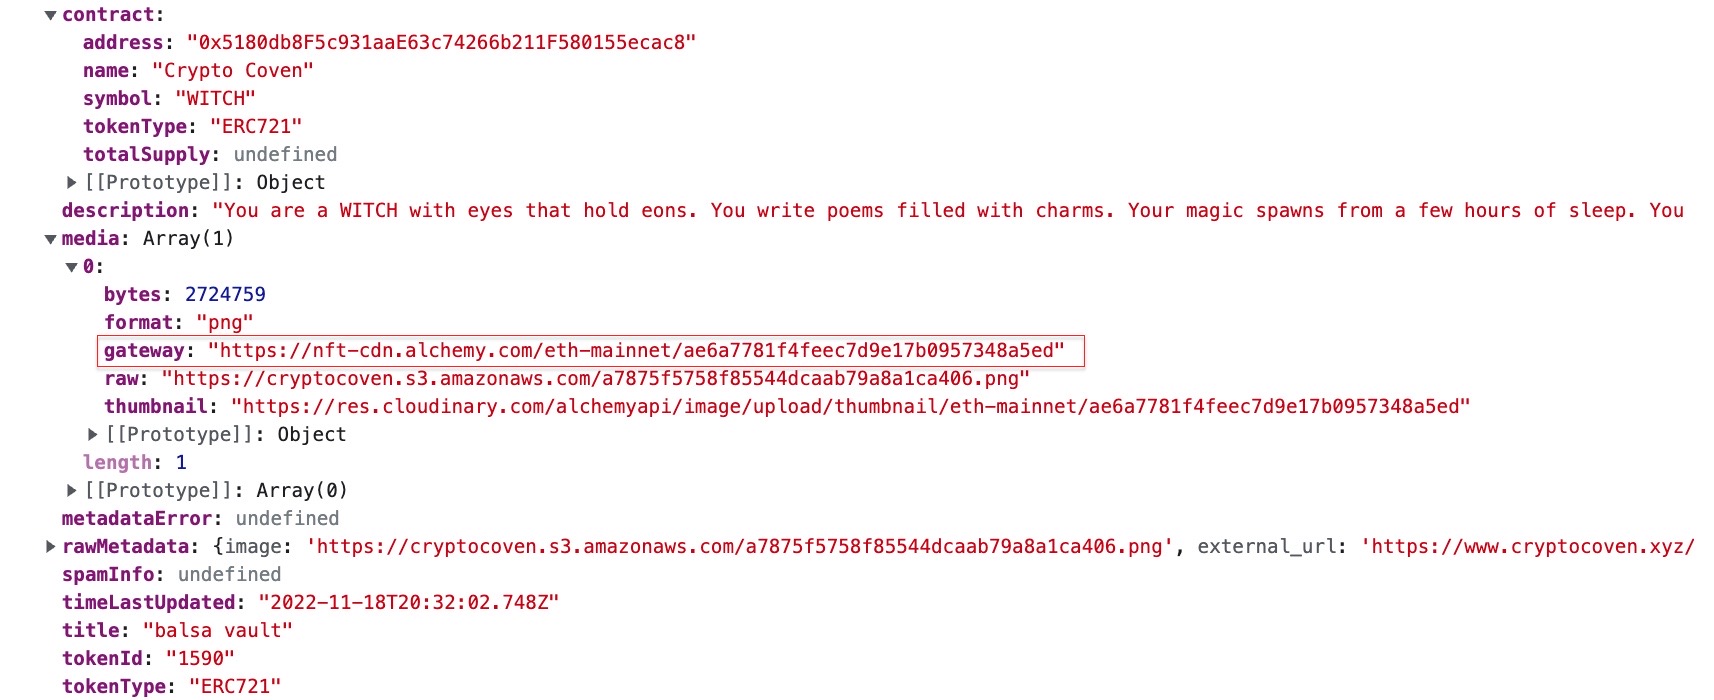 ▼contract:
address: "0x5180db8F5c931aaE63c74266b211F580155ecac8"
name: "Crypto Coven"
symbol: "WITCH"
tokenType: "ERC721"
totalSupply: undefined
▶[[Prototype]]: Object
description: "You are a WITCH with eyes that hold eons. You write poems filled with charms. Your magic spawns from a few hours of sleep. You
▼media: Array(1)
▼0:
bytes: 2724759
format: "png"
gateway: "https://nft-cdn.alchemy.com/eth-mainnet/ae6a7781f4feec7d9e17b0957348a5ed"
raw: "https://cryptocoven.s3.amazonaws.com/a7875f5758f85544dcaab79a8a1ca406.png"
thumbnail: "https://res.cloudinary.com/alchemyapi/image/upload/thumbnail/eth-mainnet/ae6a7781f4feec7d9e17b0957348a5ed"
▶[[Prototype]]: Object
length: 1
▶[[Prototype]]: Array(0)
metadataError: undefined
▶rawMetadata: {image: 'https://cryptocoven.s3.amazonaws.com/a7875f5758f85544dcaab79a8a1ca406.png', external_url: 'https://www.cryptocoven.xyz/
spamInfo: undefined
timeLastUpdated: "2022-11-18T20:32:02.748Z"
title: "balsa vault"
tokenId: "1590"
tokenType: "ERC721"